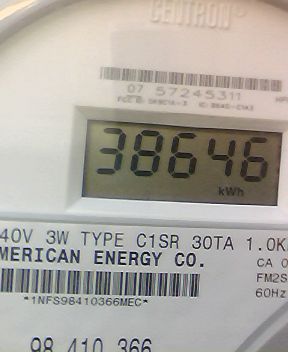 CENTRON®
07 57245311
38646
kWh
40V 3W TYPE C1SR 30TA 1.0K
MERICAN ENERGY CO.
CA 0
FM2S
60Hz
*1NFS98410366MEC*
98 410 366